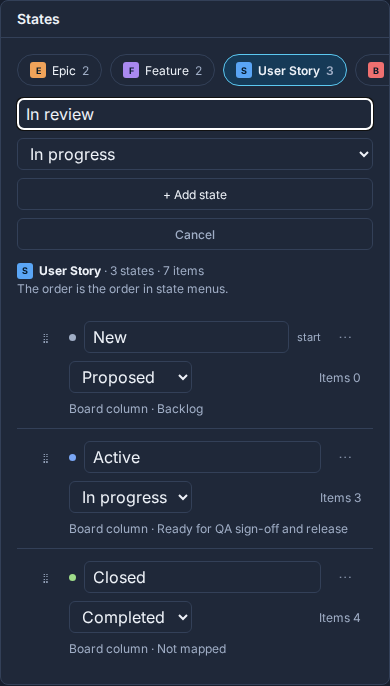 States
E Epic 2 F Feature 2 S User Story 3 B
In review
In progress
+ Add state
Cancel
S User Story · 3 states · 7 items
The order is the order in state menus.
New start ...
Proposed Items 0
Board column · Backlog
Active ...
In progress Items 3
Board column · Ready for QA sign-off and release
Closed ...
Completed Items 4
Board column · Not mapped